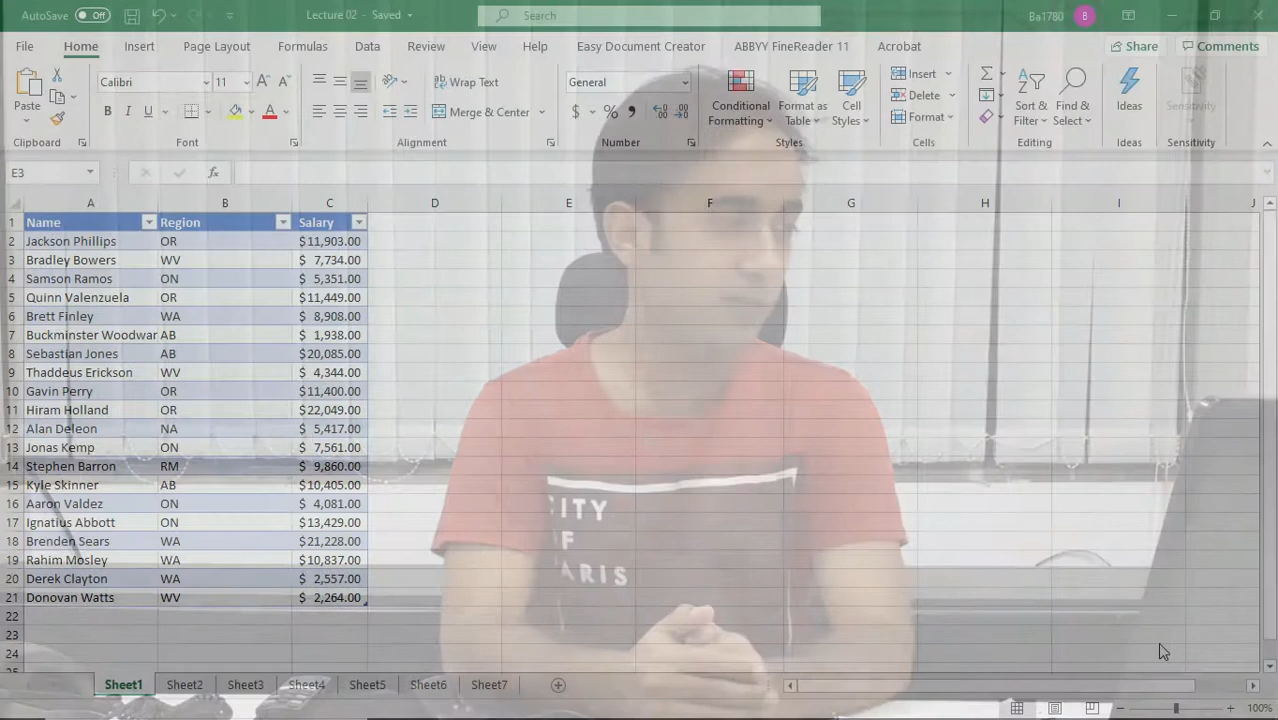 AutoSave Off Lecture 02 - Saved Search Ba1780 B
File Home Insert Page Layout Formulas Data Review View Help Easy Document Creator ABBYY FineReader 11 Acrobat Share Comments
Paste Calibri 11 B I U A Wrap Text Merge & Center General $ % Conditional Formatting Format as Table Cell Styles Insert Delete Format Sort & Filter Find & Select Ideas Sensitivity
Clipboard Font Alignment Number Styles Cells Editing Ideas Sensitivity
E3 fx
A B C D E F G H I J
1 Name Region Salary
2 Jackson Phillips OR $11,903.00
3 Bradley Bowers WV $ 7,734.00
4 Samson Ramos ON $ 5,351.00
5 Quinn Valenzuela OR $11,449.00
6 Brett Finley WA $ 8,908.00
7 Buckminster Woodwar AB $ 1,938.00
8 Sebastian Jones AB $20,085.00
9 Thaddeus Erickson WV $ 4,344.00
10 Gavin Perry OR $11,400.00
11 Hiram Holland OR $22,049.00
12 Alan Deleon NA $ 5,417.00
13 Jonas Kemp ON $ 7,561.00
14 Stephen Barron RM $ 9,860.00
15 Kyle Skinner AB $10,405.00
16 Aaron Valdez ON $ 4,081.00
17 Ignatius Abbott ON $13,429.00
18 Brenden Sears WA $21,228.00
19 Rahim Mosley WA $10,837.00
20 Derek Clayton WA $ 2,557.00
21 Donovan Watts WV $ 2,264.00
22
23
24
Sheet1 Sheet2 Sheet3 Sheet4 Sheet5 Sheet6 Sheet7
100%
CITY
OF
PARIS